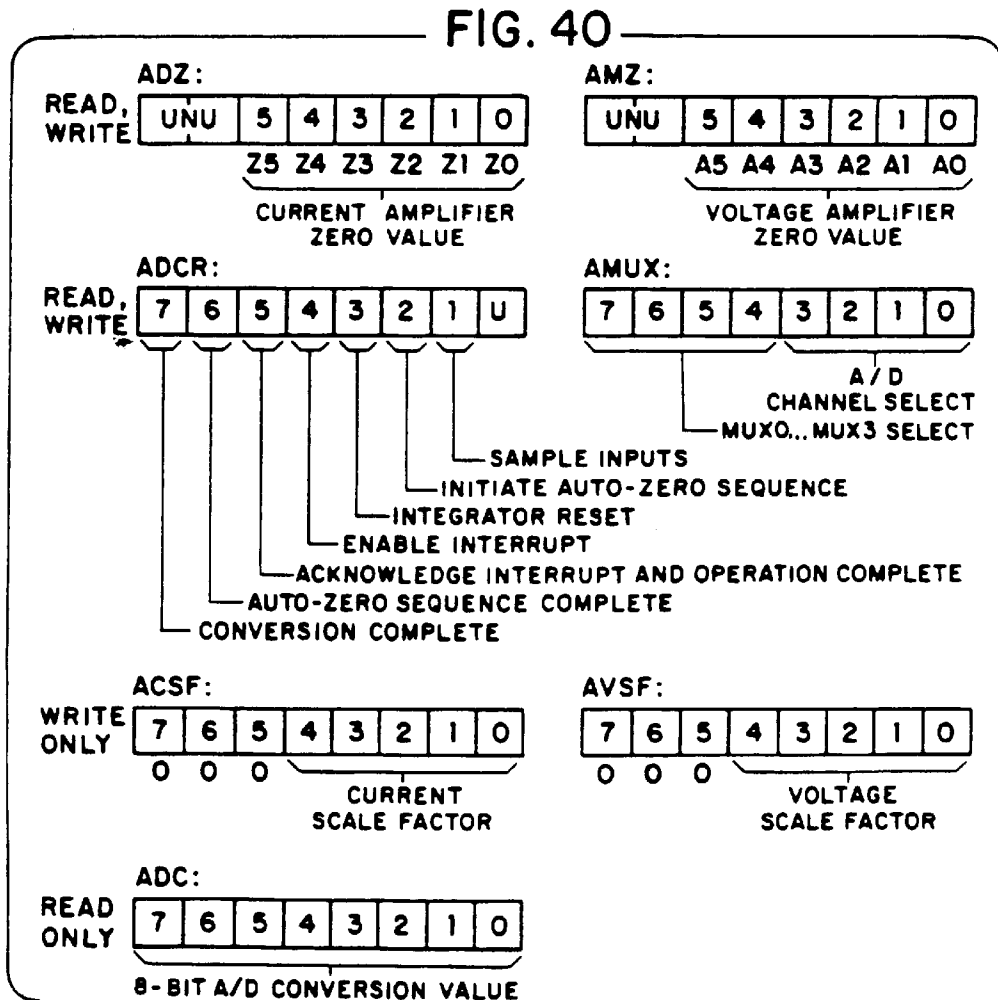 FIG. 40
ADZ:
READ, WRITE
UNU 5 4 3 2 1 0
Z5 Z4 Z3 Z2 Z1 Z0
CURRENT AMPLIFIER
ZERO VALUE
AMZ:
UNU 5 4 3 2 1 0
A5 A4 A3 A2 A1 A0
VOLTAGE AMPLIFIER
ZERO VALUE
ADCR:
READ, WRITE
7 6 5 4 3 2 1 U
AMUX:
7 6 5 4 3 2 1 0
A/D
CHANNEL SELECT
MUX0...MUX3 SELECT
SAMPLE INPUTS
INITIATE AUTO-ZERO SEQUENCE
INTEGRATOR RESET
ENABLE INTERRUPT
ACKNOWLEDGE INTERRUPT AND OPERATION COMPLETE
AUTO-ZERO SEQUENCE COMPLETE
CONVERSION COMPLETE
ACSF:
WRITE ONLY
7 6 5 4 3 2 1 0
0 0 0
CURRENT
SCALE FACTOR
AVSF:
7 6 5 4 3 2 1 0
0 0 0
VOLTAGE
SCALE FACTOR
ADC:
READ ONLY
7 6 5 4 3 2 1 0
8-BIT A/D CONVERSION VALUE